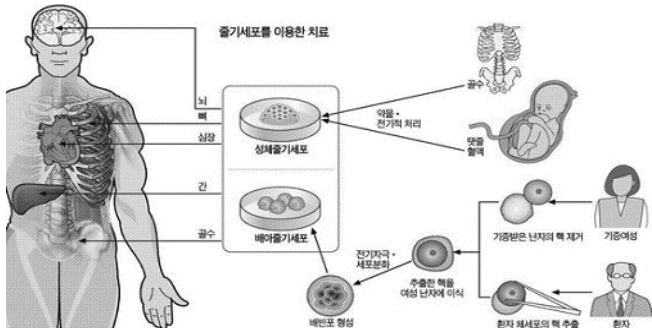 줄기세포를 이용한 치료
뇌
뼈
심장
간
골수
성체줄기세포
배아줄기세포
약물·
전기적 처리
골수
탯줄
혈액
전기자극·
세포분화
배반포 형성
추출한 핵을
여성 난자에 이식
기증받은 난자의 핵 제거
기증여성
환자 체세포의 핵 추출
환자